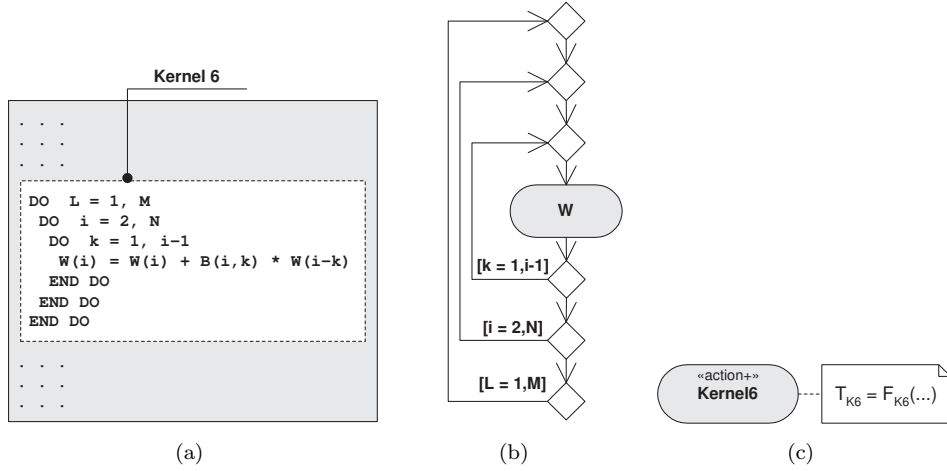 Kernel 6
. . .
. . .
. . .
DO L = 1, M
DO i = 2, N
DO k = 1, i-1
W(i) = W(i) + B(i,k) * W(i-k)
END DO
END DO
END DO
. . .
. . .
. . .
(a)
W
[k = 1,i-1]
[i = 2,N]
[L = 1,M]
(b)
«action+»
Kernel6
T_K6 = F_K6(...)
(c)